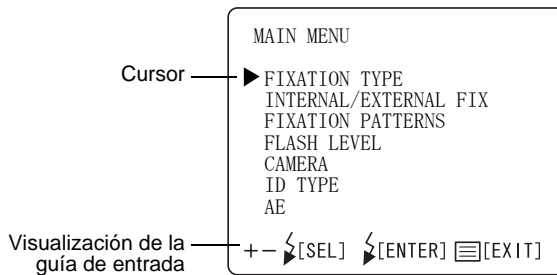 MAIN MENU
Cursor
FIXATION TYPE
INTERNAL/EXTERNAL FIX
FIXATION PATTERNS
FLASH LEVEL
CAMERA
ID TYPE
AE
Visualización de la
guía de entrada
+− [SEL] [ENTER] [EXIT]